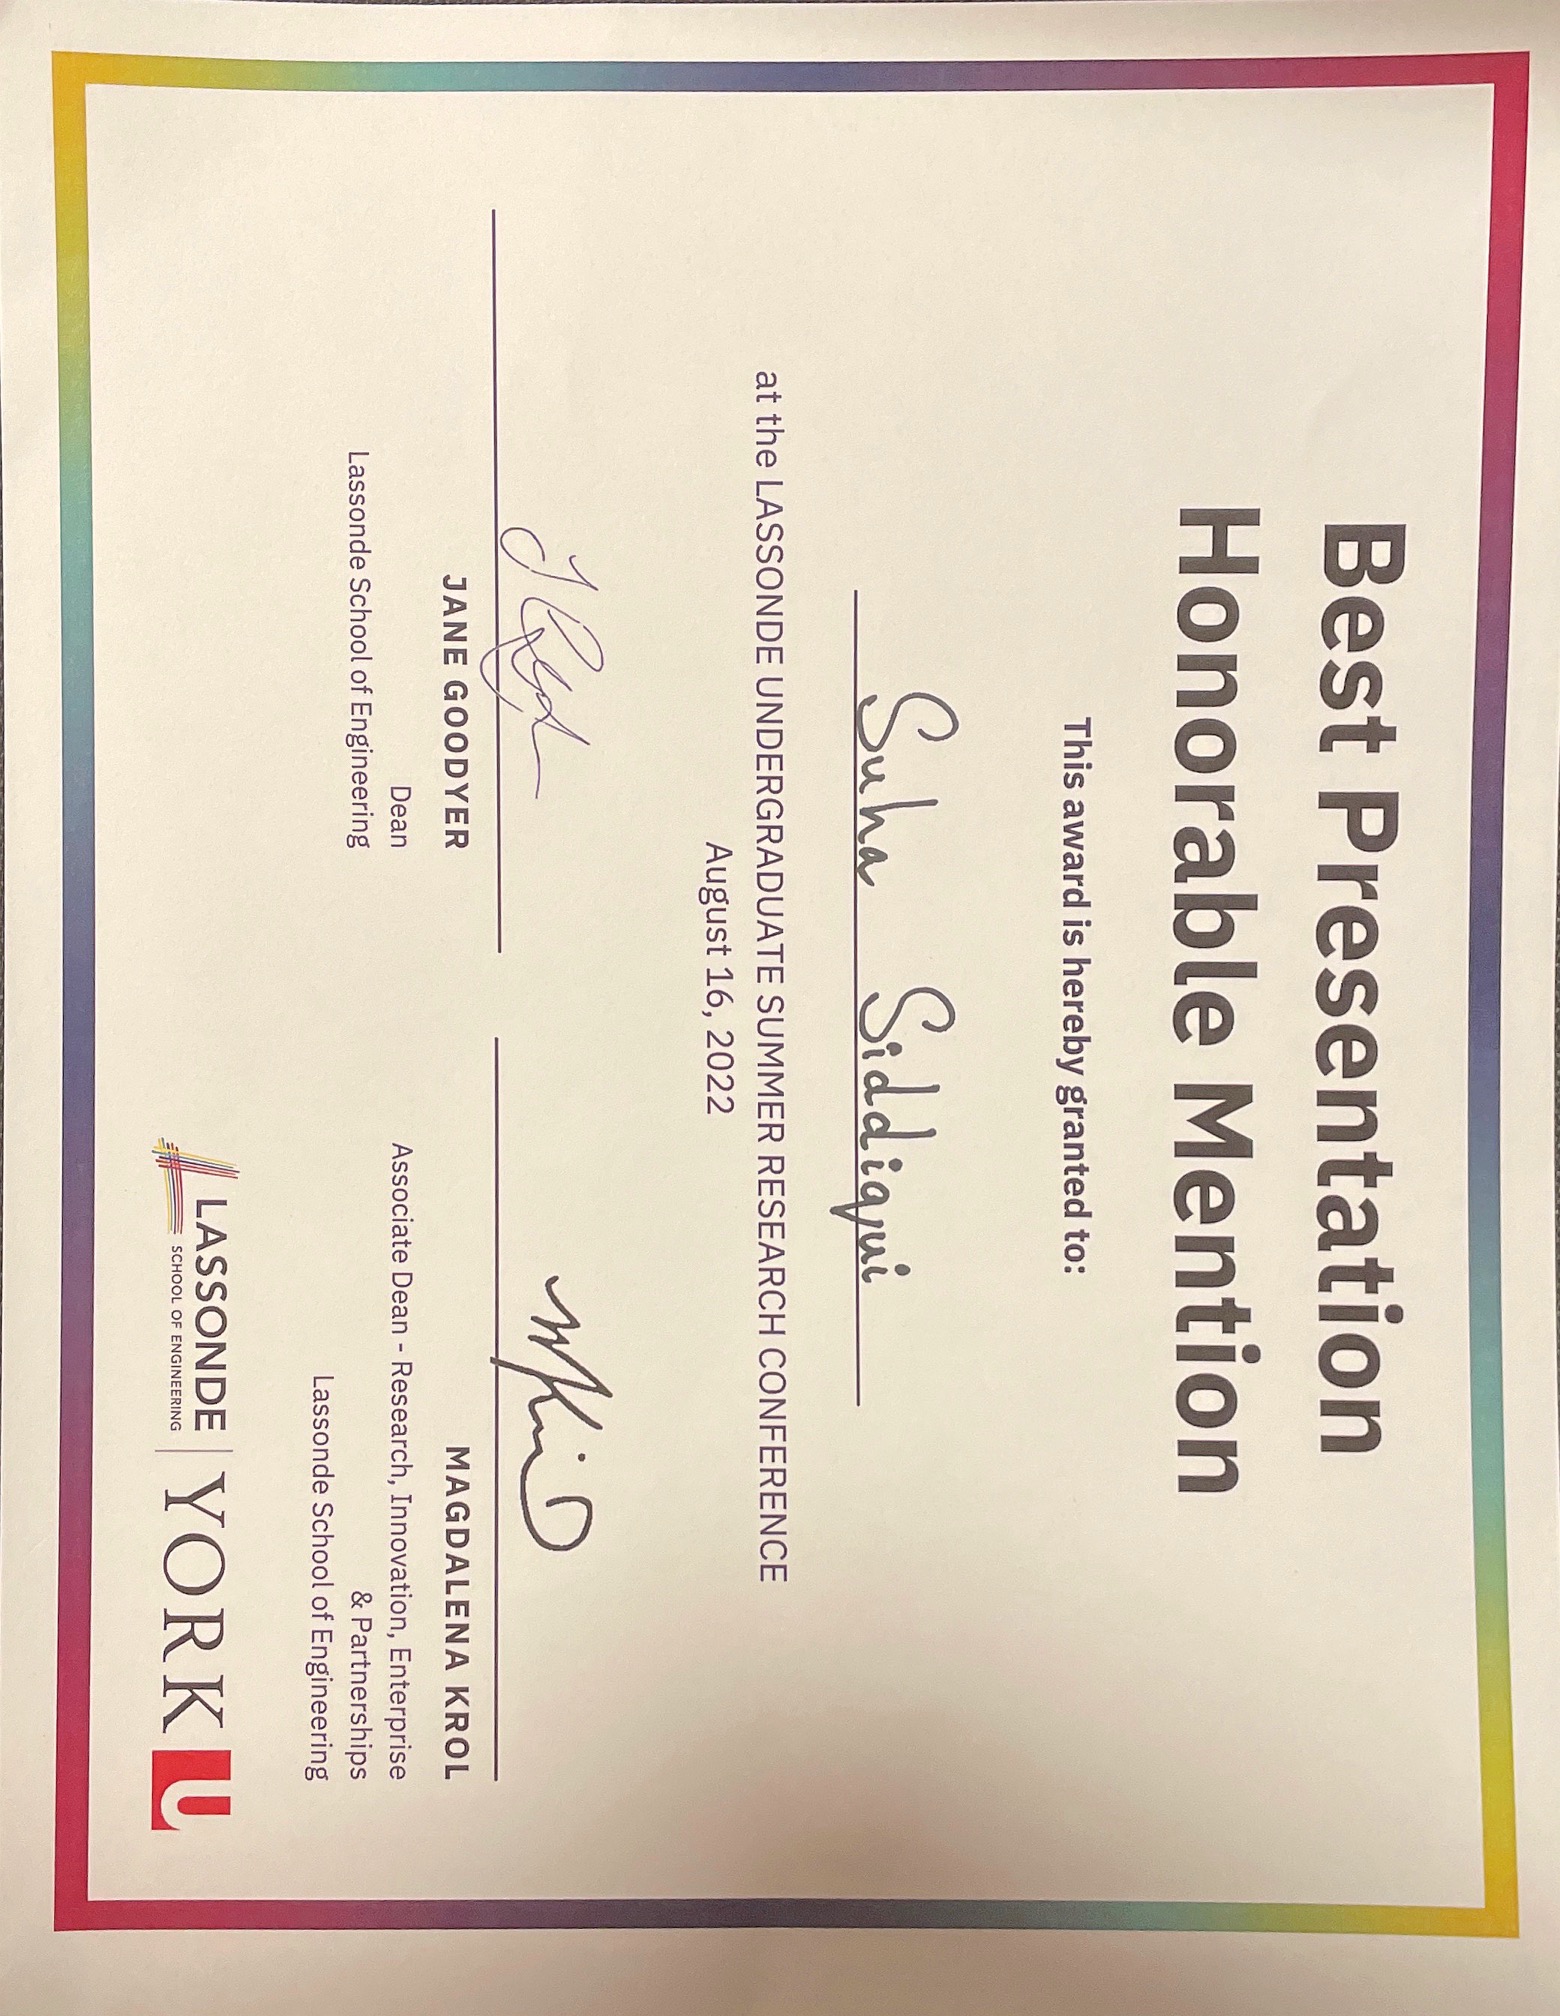 Best Presentation
Honorable Mention
This award is hereby granted to:
Suha Siddiqui
at the LASSONDE UNDERGRADUATE SUMMER RESEARCH CONFERENCE
August 16, 2022
JANE GOODYER
Dean
Lassonde School of Engineering
MAGDALENA KROL
Associate Dean - Research, Innovation, Enterprise
& Partnerships
Lassonde School of Engineering
LASSONDE
SCHOOL OF ENGINEERING
YORK U